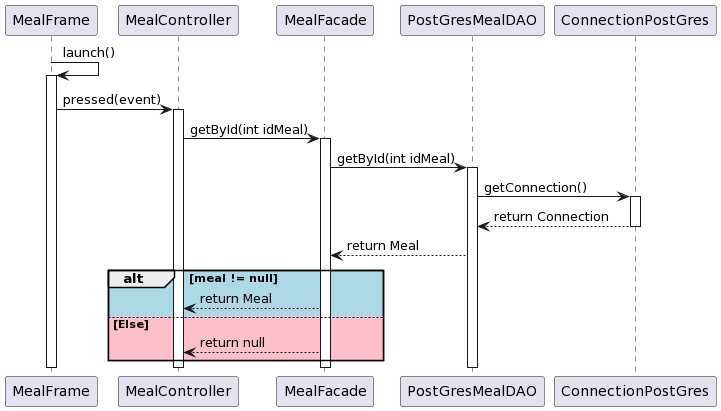 MealFrame MealController MealFacade PostGresMealDAO ConnectionPostGres
launch()
pressed(event)
getById(int idMeal)
getById(int idMeal)
getConnection()
return Connection
return Meal
alt [meal != null]
return Meal
[Else]
return null
MealFrame MealController MealFacade PostGresMealDAO ConnectionPostGres